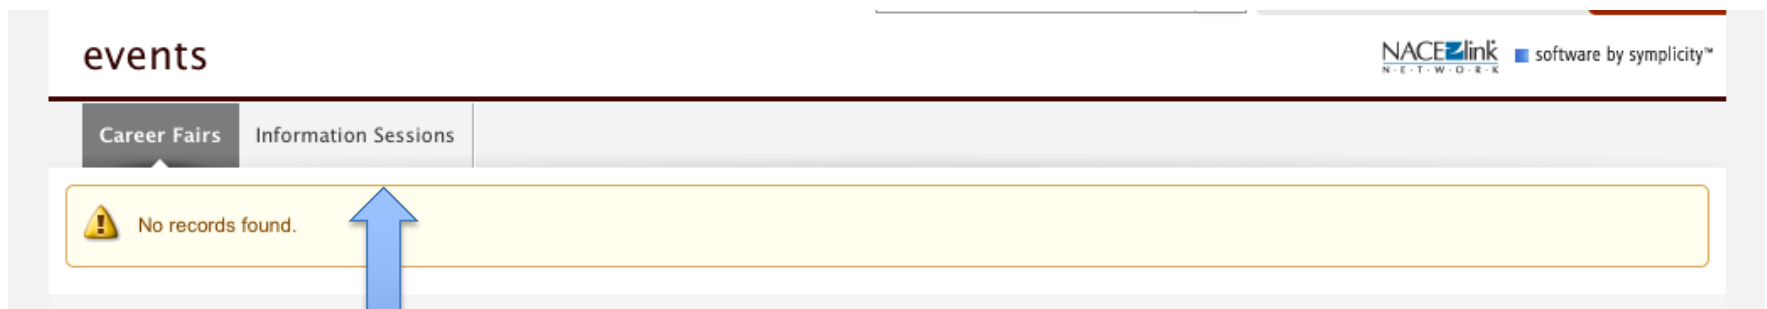 events
NACElink
N·E·T·W·O·R·K
software by symplicity™
Career Fairs
Information Sessions
No records found.